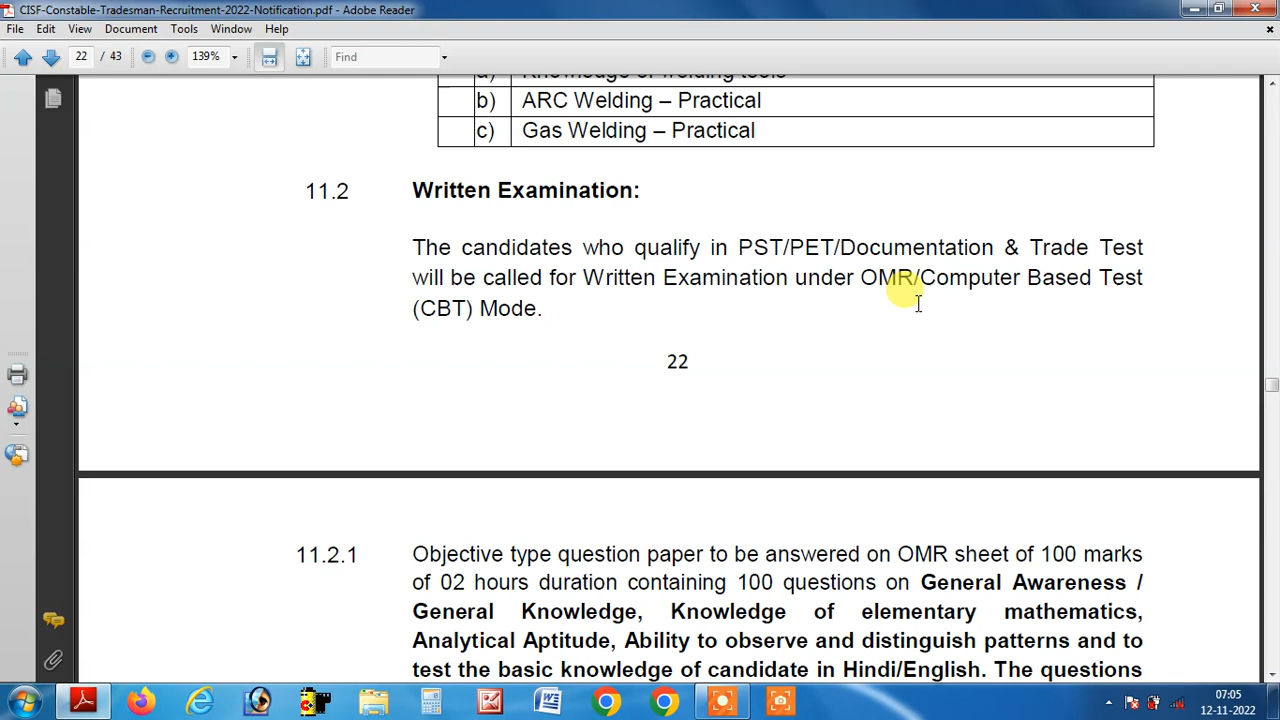 CISF-Constable-Tradesman-Recruitment-2022-Notification.pdf - Adobe Reader
File Edit View Document Tools Window Help
22 / 43 139% Find
a) Knowledge of welding tools
b) ARC Welding – Practical
c) Gas Welding – Practical
11.2 Written Examination:
The candidates who qualify in PST/PET/Documentation & Trade Test
will be called for Written Examination under OMR/Computer Based Test
(CBT) Mode.
22
11.2.1 Objective type question paper to be answered on OMR sheet of 100 marks
of 02 hours duration containing 100 questions on General Awareness /
General Knowledge, Knowledge of elementary mathematics,
Analytical Aptitude, Ability to observe and distinguish patterns and to
test the basic knowledge of candidate in Hindi/English. The questions
07:05
12-11-2022